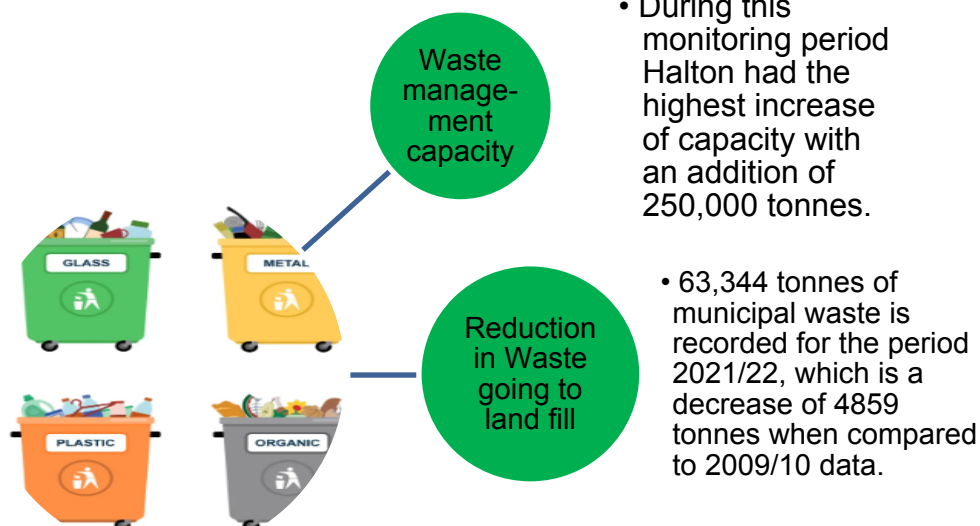 Waste
manage-
ment
capacity
• During this
monitoring period
Halton had the
highest increase
of capacity with
an addition of
250,000 tonnes.
GLASS
METAL
Reduction
in Waste
going to
land fill
• 63,344 tonnes of
municipal waste is
recorded for the period
2021/22, which is a
decrease of 4859
tonnes when compared
to 2009/10 data.
PLASTIC
ORGANIC